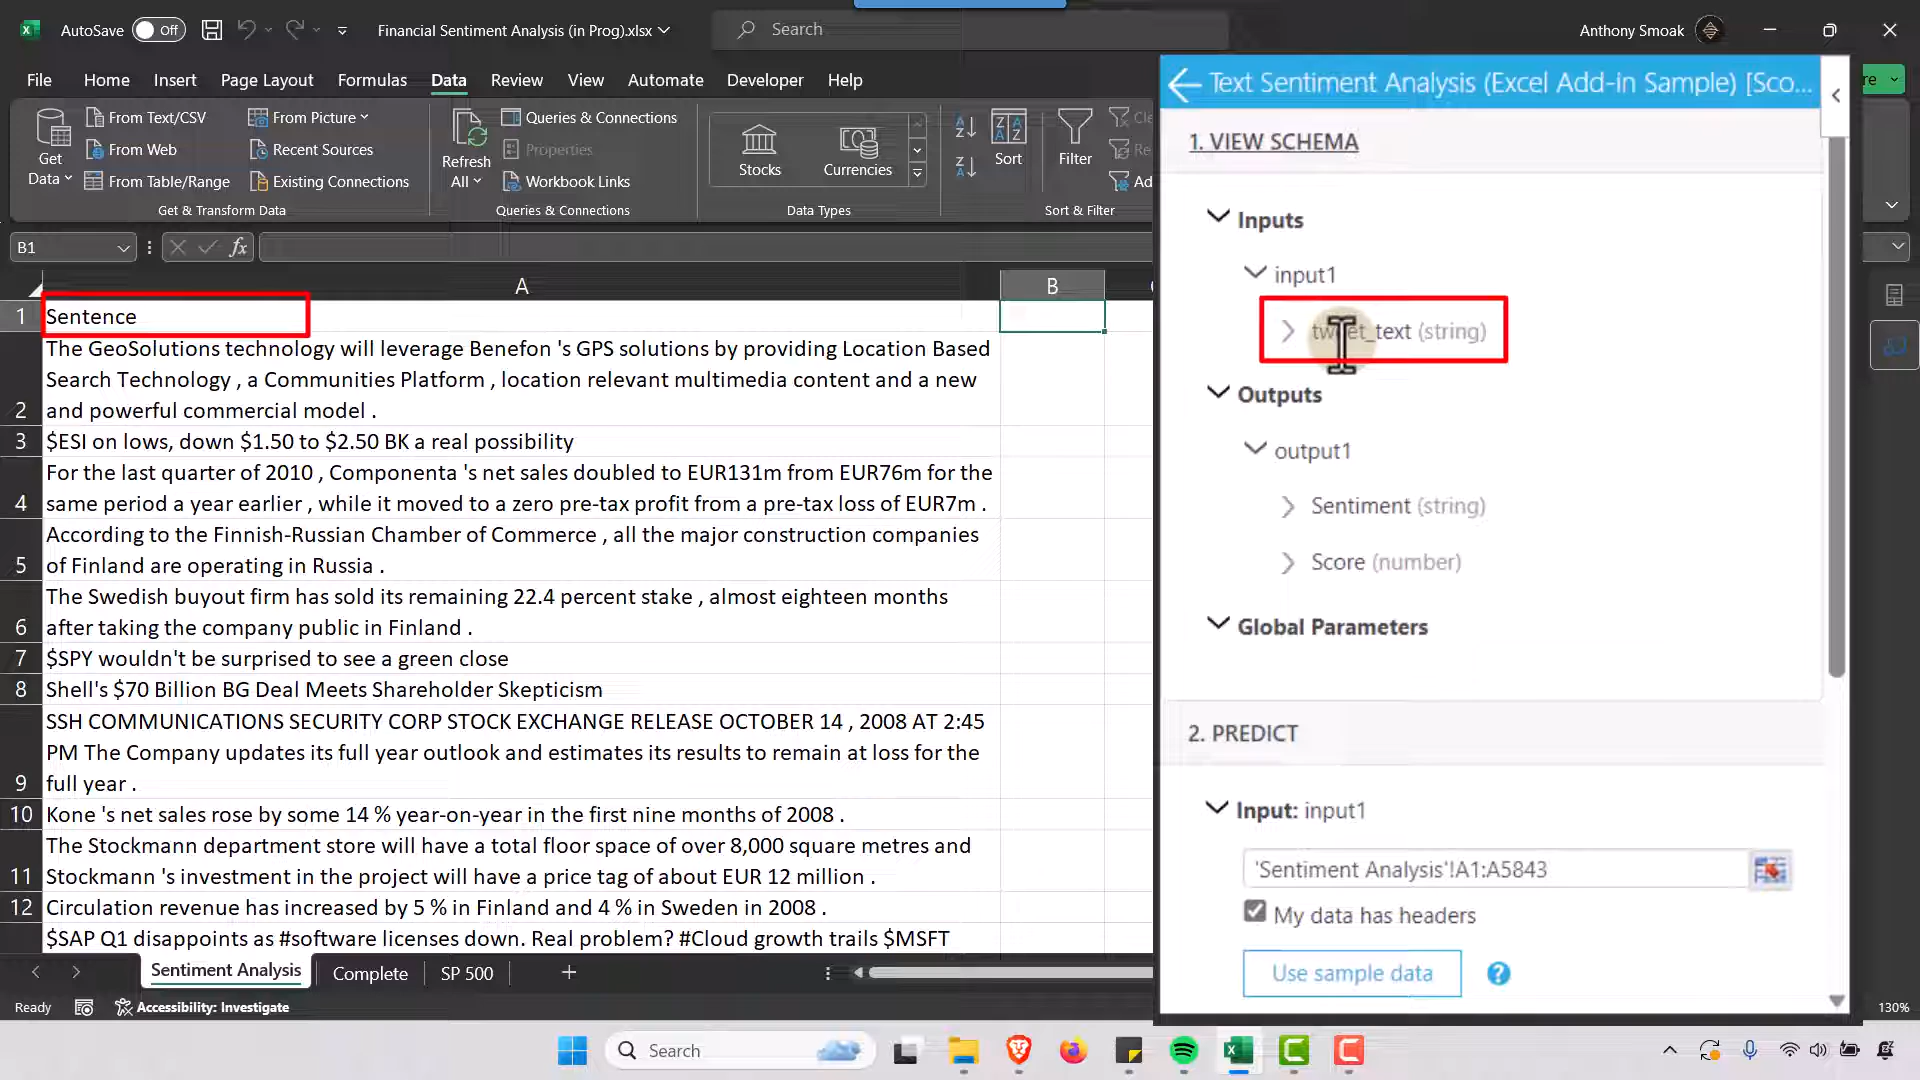 AutoSave Off Financial Sentiment Analysis (in Prog).xlsx Search Anthony Smoak
File Home Insert Page Layout Formulas Data Review View Automate Developer Help
Get Data
From Text/CSV
From Web
From Table/Range
From Picture
Recent Sources
Existing Connections
Get & Transform Data
Refresh All
Queries & Connections
Properties
Workbook Links
Queries & Connections
Stocks Currencies
Data Types
Sort
Filter
Sort & Filter
B1
fx
A B
1 Sentence
2 The GeoSolutions technology will leverage Benefon 's GPS solutions by providing Location Based
Search Technology , a Communities Platform , location relevant multimedia content and a new
and powerful commercial model .
3 $ESI on lows, down $1.50 to $2.50 BK a real possibility
4 For the last quarter of 2010 , Componenta 's net sales doubled to EUR131m from EUR76m for the
same period a year earlier , while it moved to a zero pre-tax profit from a pre-tax loss of EUR7m .
5 According to the Finnish-Russian Chamber of Commerce , all the major construction companies
of Finland are operating in Russia .
6 The Swedish buyout firm has sold its remaining 22.4 percent stake , almost eighteen months
after taking the company public in Finland .
7 $SPY wouldn't be surprised to see a green close
8 Shell's $70 Billion BG Deal Meets Shareholder Skepticism
9 SSH COMMUNICATIONS SECURITY CORP STOCK EXCHANGE RELEASE OCTOBER 14 , 2008 AT 2:45
PM The Company updates its full year outlook and estimates its results to remain at loss for the
full year .
10 Kone 's net sales rose by some 14 % year-on-year in the first nine months of 2008 .
11 The Stockmann department store will have a total floor space of over 8,000 square metres and
Stockmann 's investment in the project will have a price tag of about EUR 12 million .
12 Circulation revenue has increased by 5 % in Finland and 4 % in Sweden in 2008 .
$SAP Q1 disappoints as #software licenses down. Real problem? #Cloud growth trails $MSFT
Sentiment Analysis Complete SP 500
Ready Accessibility: Investigate 130%
Text Sentiment Analysis (Excel Add-in Sample) [Sco...
1. VIEW SCHEMA
Inputs
input1
tweet_text (string)
Outputs
output1
Sentiment (string)
Score (number)
Global Parameters
2. PREDICT
Input: input1
'Sentiment Analysis'!A1:A5843
My data has headers
Use sample data
Search